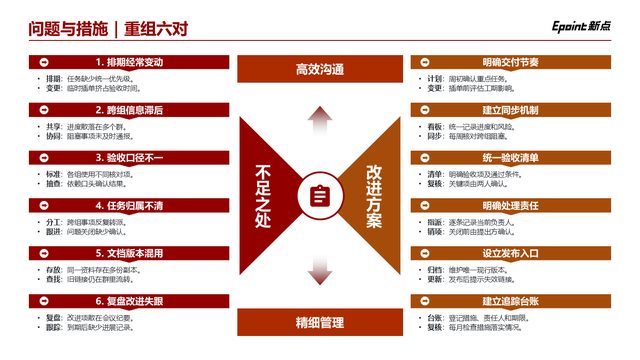 问题与措施｜重组六对
Epoint新点
1. 排期经常变动
• 排期：任务缺少统一优先级。
• 变更：临时插单挤占验收时间。
2. 跨组信息滞后
• 共享：进度散落在多个群。
• 协同：阻塞事项未及时通报。
3. 验收口径不一
• 标准：各组使用不同核对项。
• 抽查：依赖口头确认结果。
4. 任务归属不清
• 分工：跨组事项反复转派。
• 跟进：问题关闭缺少确认。
5. 文档版本混用
• 存放：同一资料存在多份副本。
• 查找：旧链接仍在群里流转。
6. 复盘改进失跟
• 复盘：改进项散在会议纪要。
• 跟踪：到期后缺少进展记录。
高效沟通
不足之处
改进方案
精细管理
明确交付节奏
• 计划：周初确认重点任务。
• 变更：插单前评估工期影响。
建立同步机制
• 看板：统一记录进度和风险。
• 同步：每周核对跨组阻塞。
统一验收清单
• 清单：明确验收项及通过条件。
• 复核：关键项由两人确认。
明确处理责任
• 指派：逐条记录当前负责人。
• 销项：关闭前由提出方确认。
设立发布入口
• 归档：维护唯一现行版本。
• 更新：发布后提示失效链接。
建立追踪台账
• 台账：登记措施、责任人和期限。
• 复核：每月检查措施落实情况。